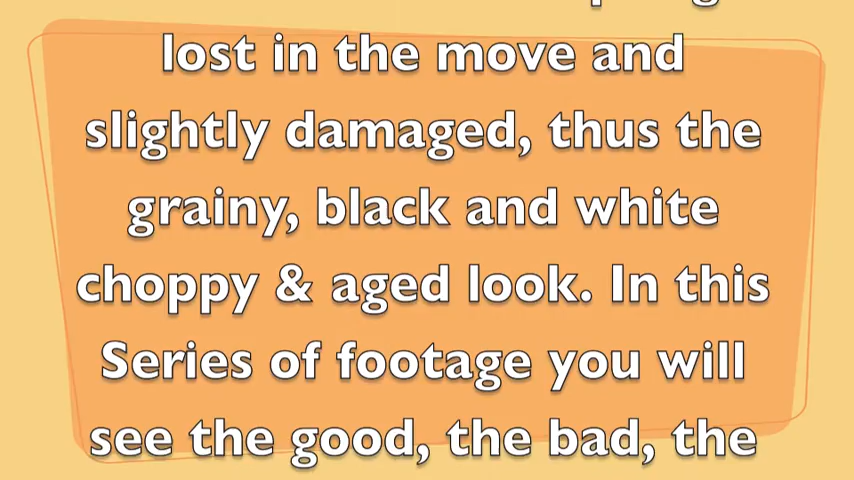 lost in the move and
slightly damaged, thus the
grainy, black and white
choppy & aged look. In this
Series of footage you will
see the good, the bad, the